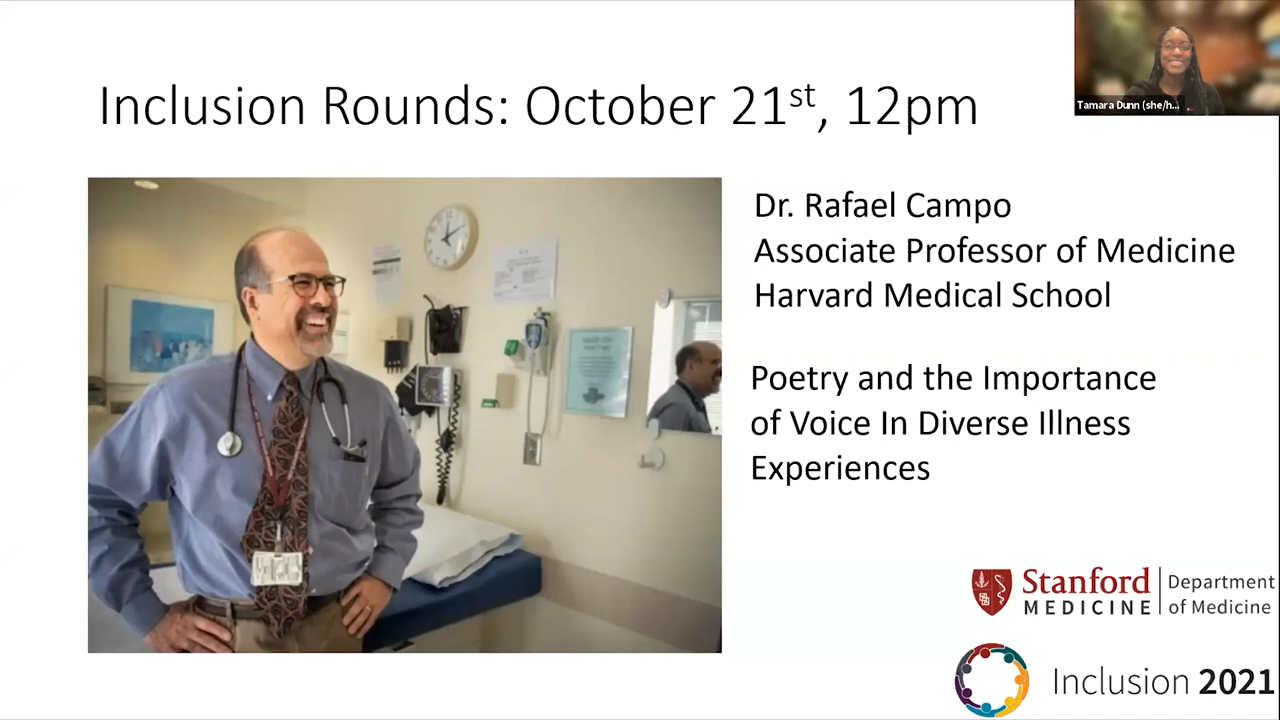 Inclusion Rounds: October 21st, 12pm
Tamara Dunn (she/h...
Dr. Rafael Campo
Associate Professor of Medicine
Harvard Medical School
Poetry and the Importance
of Voice In Diverse Illness
Experiences
Stanford
MEDICINE
Department
of Medicine
Inclusion 2021